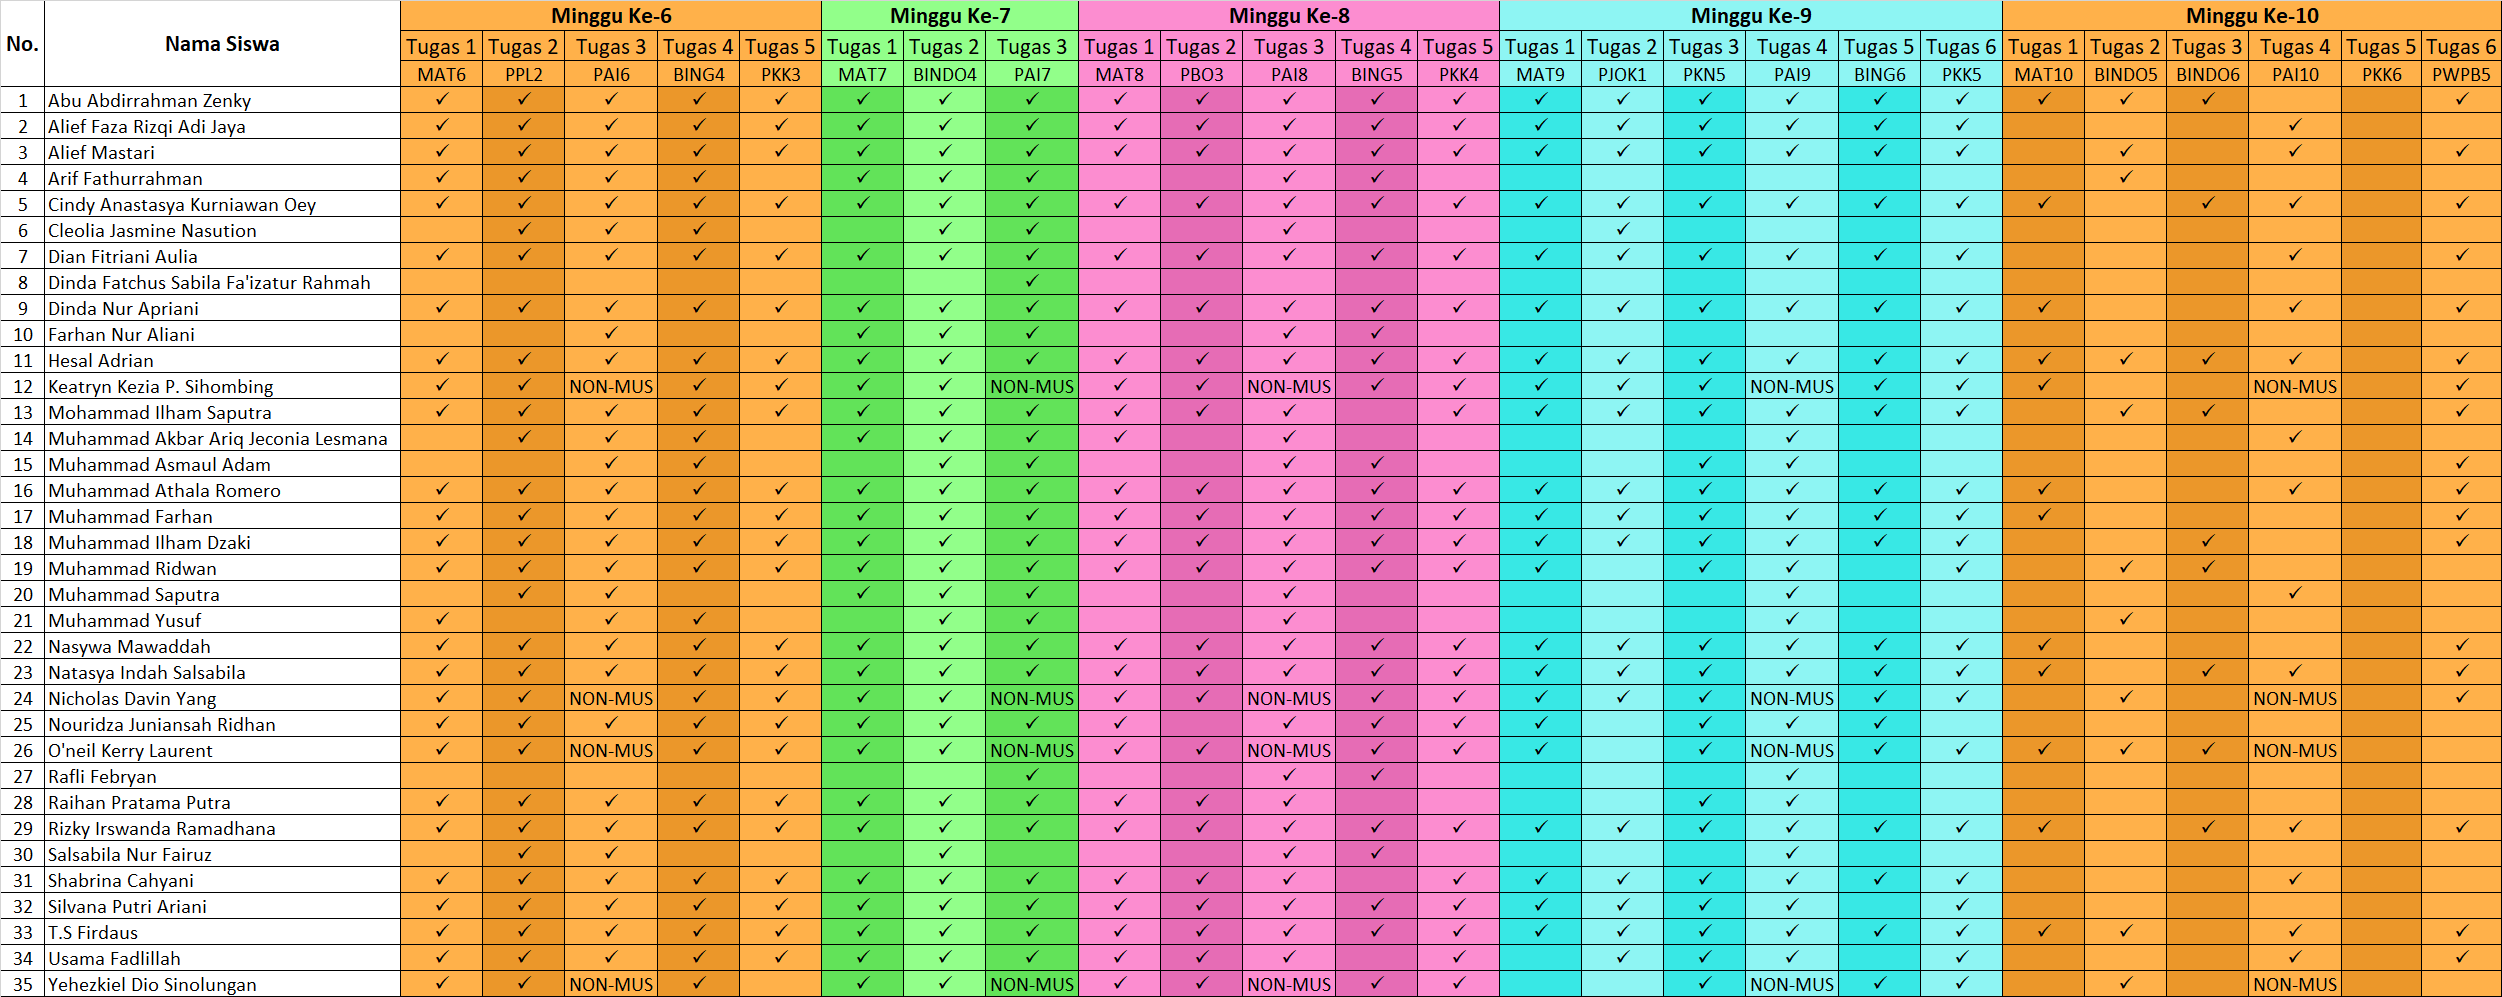 No. Nama Siswa Minggu Ke-6 Minggu Ke-7 Minggu Ke-8 Minggu Ke-9 Minggu Ke-10
Tugas 1 Tugas 2 Tugas 3 Tugas 4 Tugas 5 Tugas 1 Tugas 2 Tugas 3 Tugas 1 Tugas 2 Tugas 3 Tugas 4 Tugas 5 Tugas 1 Tugas 2 Tugas 3 Tugas 4 Tugas 5 Tugas 6 Tugas 1 Tugas 2 Tugas 3 Tugas 4 Tugas 5 Tugas 6
MAT6 PPL2 PAI6 BING4 PKK3 MAT7 BINDO4 PAI7 MAT8 PBO3 PAI8 BING5 PKK4 MAT9 PJOK1 PKN5 PAI9 BING6 PKK5 MAT10 BINDO5 BINDO6 PAI10 PKK6 PWPB5
1 Abu Abdirrahman Zenky ✓ ✓ ✓ ✓ ✓ ✓ ✓ ✓ ✓ ✓ ✓ ✓ ✓ ✓ ✓ ✓ ✓ ✓ ✓ ✓ ✓ ✓ ✓
2 Alief Faza Rizqi Adi Jaya ✓ ✓ ✓ ✓ ✓ ✓ ✓ ✓ ✓ ✓ ✓ ✓ ✓ ✓ ✓ ✓ ✓ ✓ ✓ ✓
3 Alief Mastari ✓ ✓ ✓ ✓ ✓ ✓ ✓ ✓ ✓ ✓ ✓ ✓ ✓ ✓ ✓ ✓ ✓ ✓ ✓ ✓ ✓ ✓
4 Arif Fathurrahman ✓ ✓ ✓ ✓ ✓ ✓ ✓ ✓ ✓ ✓
5 Cindy Anastasya Kurniawan Oey ✓ ✓ ✓ ✓ ✓ ✓ ✓ ✓ ✓ ✓ ✓ ✓ ✓ ✓ ✓ ✓ ✓ ✓ ✓ ✓ ✓ ✓ ✓
6 Cleolia Jasmine Nasution ✓ ✓ ✓ ✓ ✓ ✓ ✓
7 Dian Fitriani Aulia ✓ ✓ ✓ ✓ ✓ ✓ ✓ ✓ ✓ ✓ ✓ ✓ ✓ ✓ ✓ ✓ ✓ ✓ ✓ ✓ ✓
8 Dinda Fatchus Sabila Fa'izatur Rahmah ✓
9 Dinda Nur Apriani ✓ ✓ ✓ ✓ ✓ ✓ ✓ ✓ ✓ ✓ ✓ ✓ ✓ ✓ ✓ ✓ ✓ ✓ ✓ ✓ ✓ ✓
10 Farhan Nur Aliani ✓ ✓ ✓ ✓ ✓ ✓
11 Hesal Adrian ✓ ✓ ✓ ✓ ✓ ✓ ✓ ✓ ✓ ✓ ✓ ✓ ✓ ✓ ✓ ✓ ✓ ✓ ✓ ✓ ✓ ✓ ✓ ✓
12 Keatryn Kezia P. Sihombing ✓ ✓ NON-MUS ✓ ✓ ✓ ✓ NON-MUS ✓ ✓ NON-MUS ✓ ✓ ✓ ✓ ✓ NON-MUS ✓ ✓ ✓ NON-MUS ✓
13 Mohammad Ilham Saputra ✓ ✓ ✓ ✓ ✓ ✓ ✓ ✓ ✓ ✓ ✓ ✓ ✓ ✓ ✓ ✓ ✓ ✓ ✓ ✓ ✓
14 Muhammad Akbar Ariq Jeconia Lesmana ✓ ✓ ✓ ✓ ✓ ✓ ✓ ✓ ✓ ✓
15 Muhammad Asmaul Adam ✓ ✓ ✓ ✓ ✓ ✓ ✓ ✓ ✓
16 Muhammad Athala Romero ✓ ✓ ✓ ✓ ✓ ✓ ✓ ✓ ✓ ✓ ✓ ✓ ✓ ✓ ✓ ✓ ✓ ✓ ✓ ✓ ✓ ✓
17 Muhammad Farhan ✓ ✓ ✓ ✓ ✓ ✓ ✓ ✓ ✓ ✓ ✓ ✓ ✓ ✓ ✓ ✓ ✓ ✓ ✓ ✓ ✓
18 Muhammad Ilham Dzaki ✓ ✓ ✓ ✓ ✓ ✓ ✓ ✓ ✓ ✓ ✓ ✓ ✓ ✓ ✓ ✓ ✓ ✓ ✓ ✓ ✓
19 Muhammad Ridwan ✓ ✓ ✓ ✓ ✓ ✓ ✓ ✓ ✓ ✓ ✓ ✓ ✓ ✓ ✓ ✓ ✓ ✓ ✓
20 Muhammad Saputra ✓ ✓ ✓ ✓ ✓ ✓ ✓
21 Muhammad Yusuf ✓ ✓ ✓ ✓ ✓ ✓ ✓ ✓
22 Nasywa Mawaddah ✓ ✓ ✓ ✓ ✓ ✓ ✓ ✓ ✓ ✓ ✓ ✓ ✓ ✓ ✓ ✓ ✓ ✓ ✓ ✓ ✓
23 Natasya Indah Salsabila ✓ ✓ ✓ ✓ ✓ ✓ ✓ ✓ ✓ ✓ ✓ ✓ ✓ ✓ ✓ ✓ ✓ ✓ ✓ ✓ ✓ ✓ ✓
24 Nicholas Davin Yang ✓ ✓ NON-MUS ✓ ✓ ✓ ✓ NON-MUS ✓ ✓ NON-MUS ✓ ✓ ✓ ✓ ✓ NON-MUS ✓ ✓ ✓ NON-MUS ✓
25 Nouridza Juniansah Ridhan ✓ ✓ ✓ ✓ ✓ ✓ ✓ ✓ ✓ ✓ ✓ ✓ ✓ ✓ ✓ ✓
26 O'neil Kerry Laurent ✓ ✓ NON-MUS ✓ ✓ ✓ ✓ NON-MUS ✓ ✓ NON-MUS ✓ ✓ ✓ ✓ NON-MUS ✓ ✓ ✓ ✓ ✓ NON-MUS
27 Rafli Febryan ✓ ✓ ✓ ✓
28 Raihan Pratama Putra ✓ ✓ ✓ ✓ ✓ ✓ ✓ ✓ ✓ ✓ ✓ ✓ ✓
29 Rizky Irswanda Ramadhana ✓ ✓ ✓ ✓ ✓ ✓ ✓ ✓ ✓ ✓ ✓ ✓ ✓ ✓ ✓ ✓ ✓ ✓ ✓ ✓ ✓ ✓ ✓
30 Salsabila Nur Fairuz ✓ ✓ ✓ ✓ ✓ ✓
31 Shabrina Cahyani ✓ ✓ ✓ ✓ ✓ ✓ ✓ ✓ ✓ ✓ ✓ ✓ ✓ ✓ ✓ ✓ ✓ ✓ ✓
32 Silvana Putri Ariani ✓ ✓ ✓ ✓ ✓ ✓ ✓ ✓ ✓ ✓ ✓ ✓ ✓ ✓ ✓ ✓ ✓ ✓
33 T.S Firdaus ✓ ✓ ✓ ✓ ✓ ✓ ✓ ✓ ✓ ✓ ✓ ✓ ✓ ✓ ✓ ✓ ✓ ✓ ✓ ✓ ✓ ✓ ✓
34 Usama Fadlillah ✓ ✓ ✓ ✓ ✓ ✓ ✓ ✓ ✓ ✓ ✓ ✓ ✓ ✓ ✓ ✓ ✓ ✓
35 Yehezkiel Dio Sinolungan ✓ ✓ NON-MUS ✓ ✓ ✓ NON-MUS ✓ ✓ NON-MUS ✓ ✓ ✓ NON-MUS ✓ ✓ ✓ NON-MUS